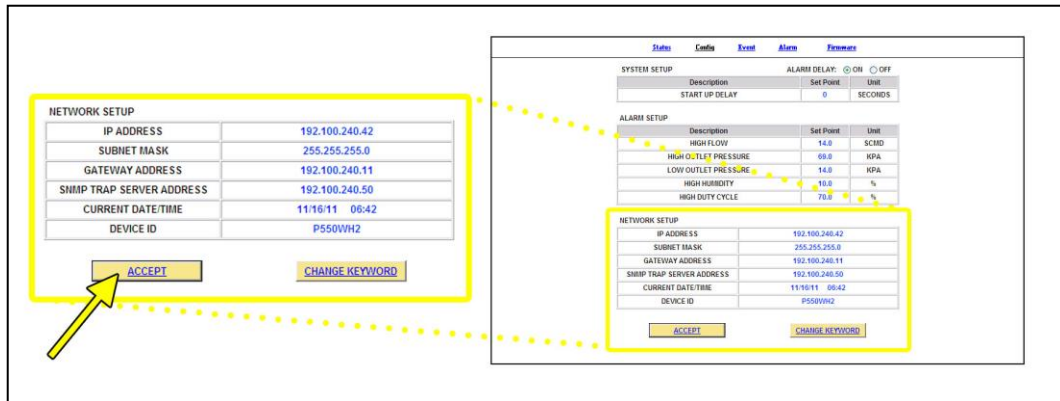 NETWORK SETUP
IP ADDRESS 192.100.240.42
SUBNET MASK 255.255.255.0
GATEWAY ADDRESS 192.100.240.11
SNMP TRAP SERVER ADDRESS 192.100.240.50
CURRENT DATE/TIME 11/16/11 06:42
DEVICE ID P550WH2
ACCEPT CHANGE KEYWORD
Status Config Event Alarm Firmware
SYSTEM SETUP ALARM DELAY: ON OFF
Description Set Point Unit
START UP DELAY 0 SECONDS
ALARM SETUP
Description Set Point Unit
HIGH FLOW 14.0 SCMD
HIGH OUTLET PRESSURE 69.0 KPA
LOW OUTLET PRESSURE 14.0 KPA
HIGH HUMIDITY 10.0 %
HIGH DUTY CYCLE 70.0 %
NETWORK SETUP
IP ADDRESS 192.100.240.42
SUBNET MASK 255.255.255.0
GATEWAY ADDRESS 192.100.240.11
SNMP TRAP SERVER ADDRESS 192.100.240.50
CURRENT DATE/TIME 11/16/11 06:42
DEVICE ID P550WH2
ACCEPT CHANGE KEYWORD